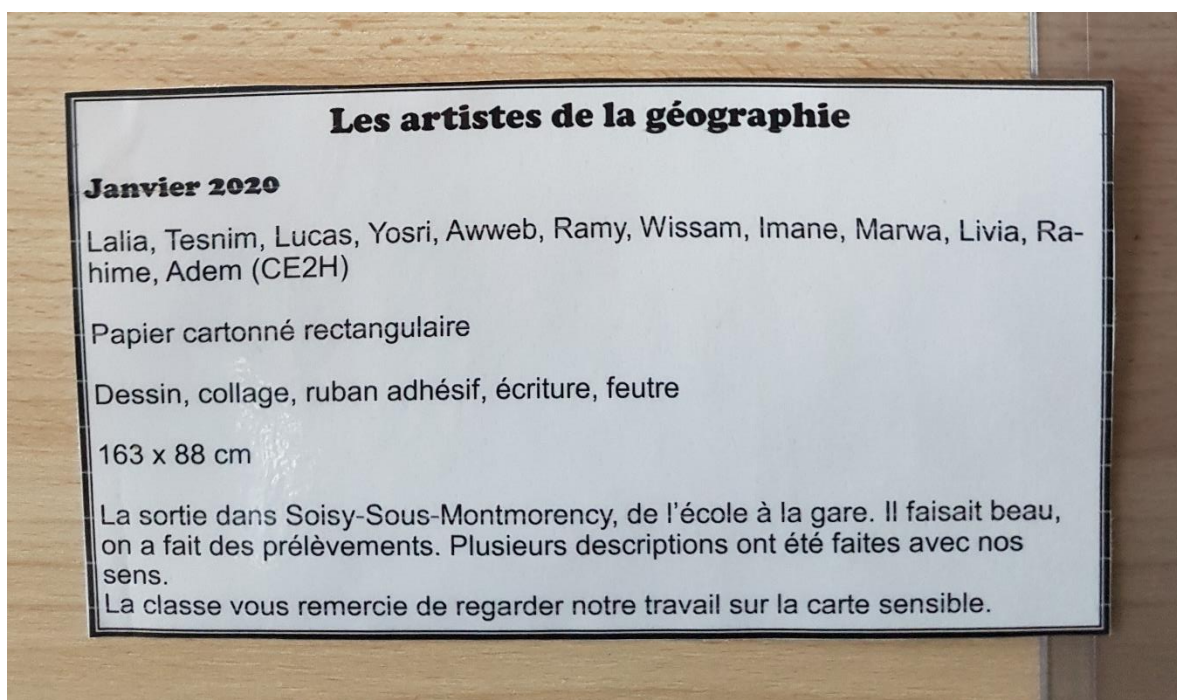 Les artistes de la géographie
Janvier 2020
Lalia, Tesnim, Lucas, Yosri, Awweb, Ramy, Wissam, Imane, Marwa, Livia, Ra-
hime, Adem (CE2H)
Papier cartonné rectangulaire
Dessin, collage, ruban adhésif, écriture, feutre
163 x 88 cm
La sortie dans Soisy-Sous-Montmorency, de l'école à la gare. Il faisait beau,
on a fait des prélèvements. Plusieurs descriptions ont été faites avec nos
sens.
La classe vous remercie de regarder notre travail sur la carte sensible.